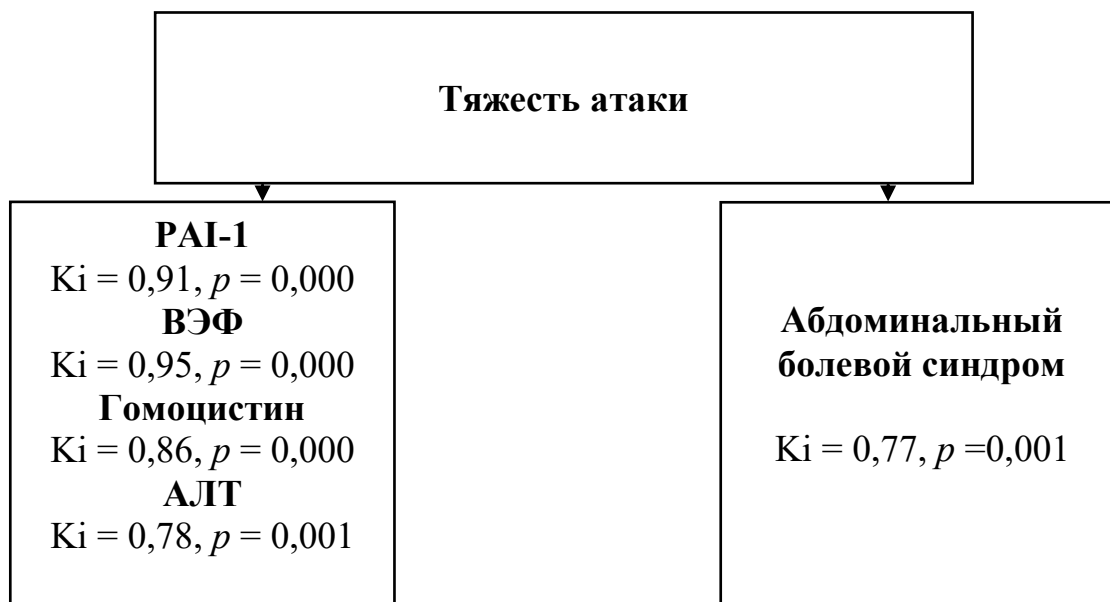 Тяжесть атаки
PAI-1
Ki = 0,91, p = 0,000
ВЭФ
Ki = 0,95, p = 0,000
Гомоцистин
Ki = 0,86, p = 0,000
АЛТ
Ki = 0,78, p = 0,001
Абдоминальный
болевой синдром
Ki = 0,77, p =0,001